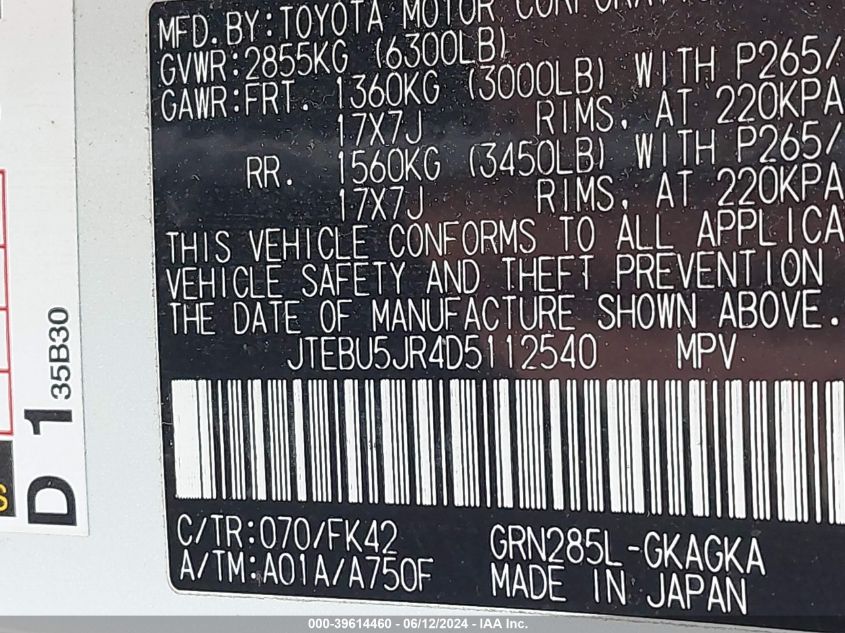 MFD. BY: TOYOTA MOTOR
GVWR: 2855KG (6300LB)
GAWR: FRT. 1360KG (3000LB) WITH P265/
17X7J RIMS, AT 220KPA
RR. 1560KG (3450LB) WITH P265/
17X7J RIMS, AT 220KPA
THIS VEHICLE CONFORMS TO ALL APPLICA
VEHICLE SAFETY AND THEFT PREVENTION
THE DATE OF MANUFACTURE SHOWN ABOVE.
JTEBU5JR4D5112540 MPV
C/TR: 070/FK42 GRN285L-GKAGKA
A/TM: A01A/A750F MADE IN JAPAN
D 1 35B30
S
000-39614460 - 06/12/2024 - IAA Inc.